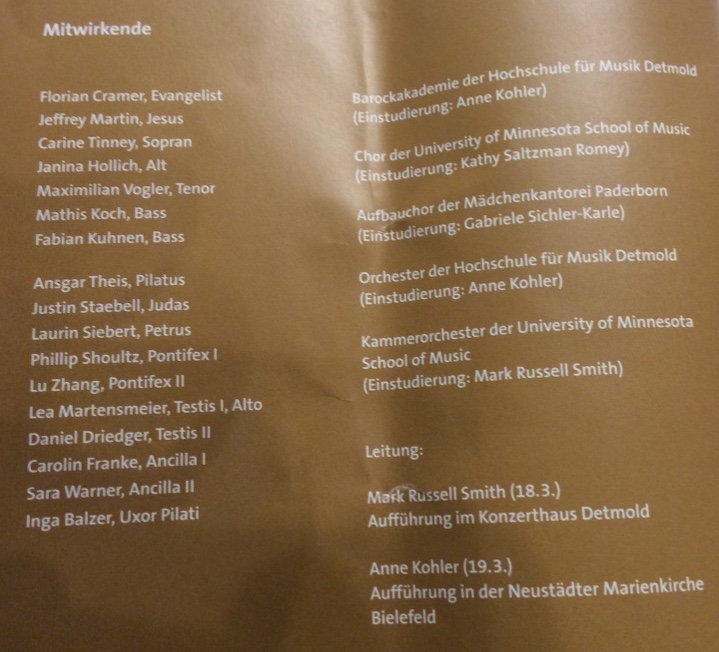 Mitwirkende
Florian Cramer, Evangelist
Jeffrey Martin, Jesus
Carine Tinney, Sopran
Janina Hollich, Alt
Maximilian Vogler, Tenor
Mathis Koch, Bass
Fabian Kuhnen, Bass
Ansgar Theis, Pilatus
Justin Staebell, Judas
Laurin Siebert, Petrus
Phillip Shoultz, Pontifex I
Lu Zhang, Pontifex II
Lea Martensmeier, Testis I, Alto
Daniel Driedger, Testis II
Carolin Franke, Ancilla I
Sara Warner, Ancilla II
Inga Balzer, Uxor Pilati
Barockakademie der Hochschule für Musik Detmold
(Einstudierung: Anne Kohler)
Chor der University of Minnesota School of Music
(Einstudierung: Kathy Saltzman Romey)
Aufbauchor der Mädchenkantorei Paderborn
(Einstudierung: Gabriele Sichler-Karle)
Orchester der Hochschule für Musik Detmold
(Einstudierung: Anne Kohler)
Kammerorchester der University of Minnesota
School of Music
(Einstudierung: Mark Russell Smith)
Leitung:
Mark Russell Smith (18.3.)
Aufführung im Konzerthaus Detmold
Anne Kohler (19.3.)
Aufführung in der Neustädter Marienkirche
Bielefeld